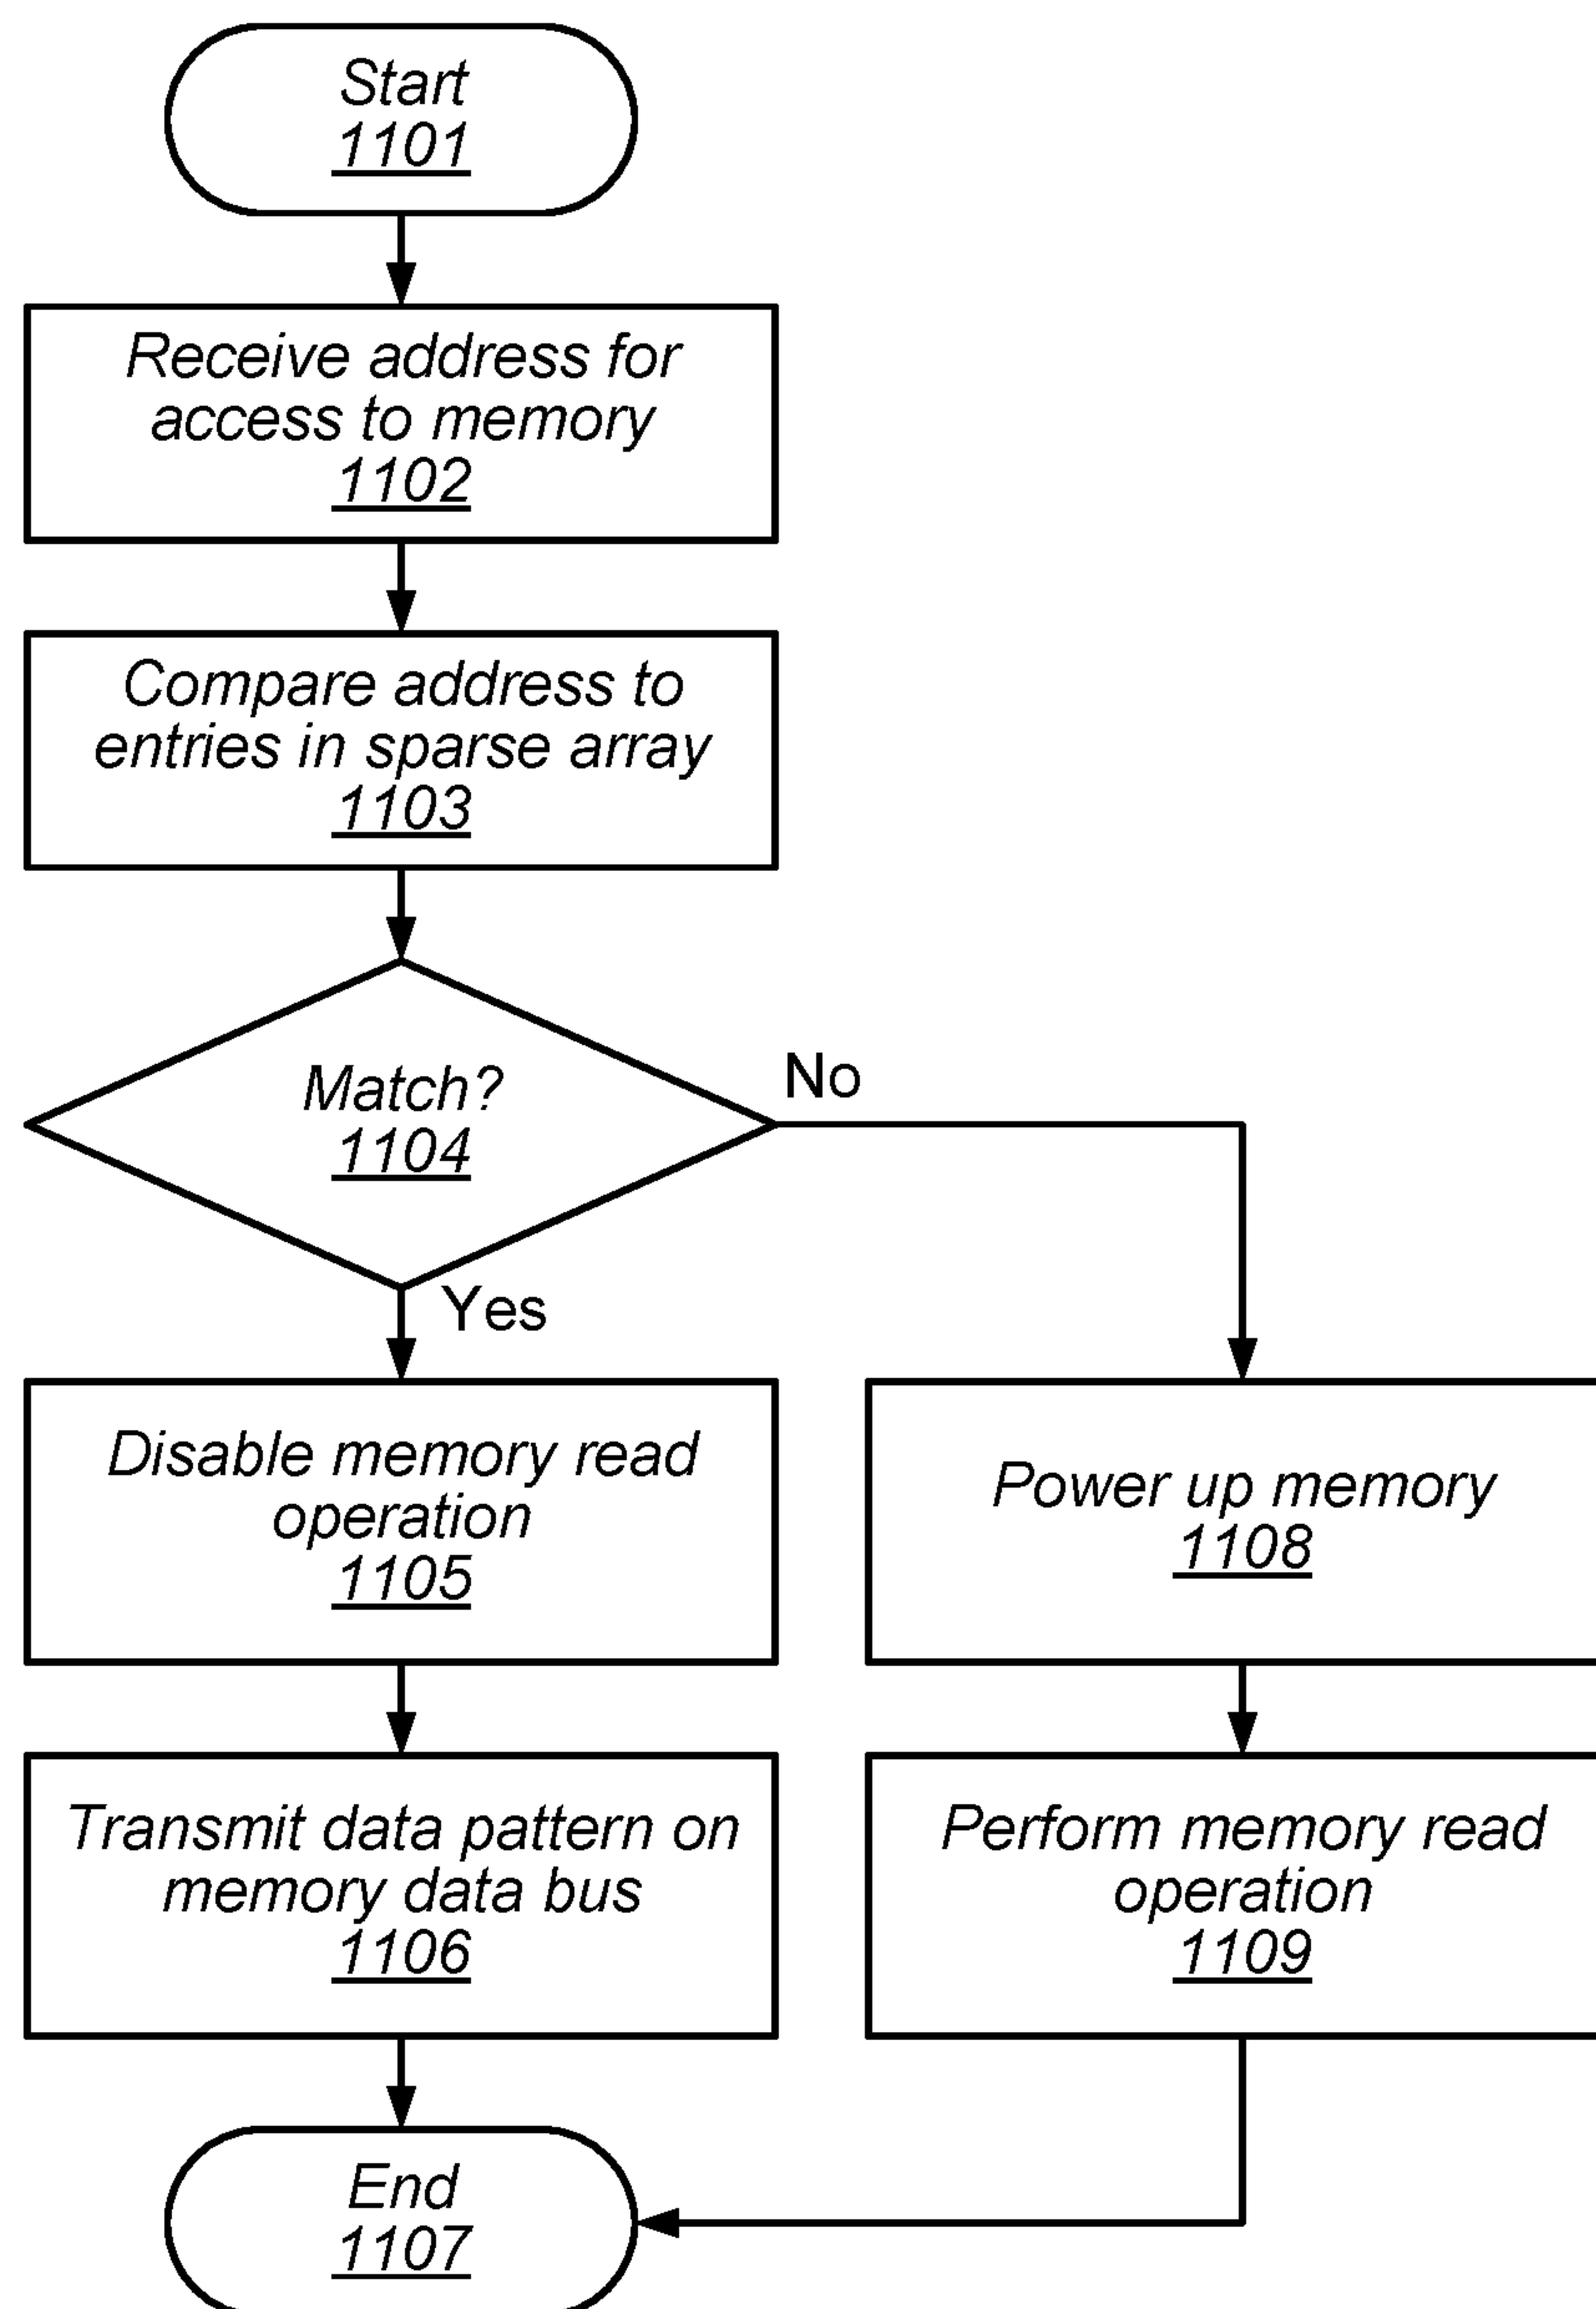 Start
1101
Receive address for
access to memory
1102
Compare address to
entries in sparse array
1103
Match?
1104
No
Yes
Disable memory read
operation
1105
Power up memory
1108
Transmit data pattern on
memory data bus
1106
Perform memory read
operation
1109
End
1107